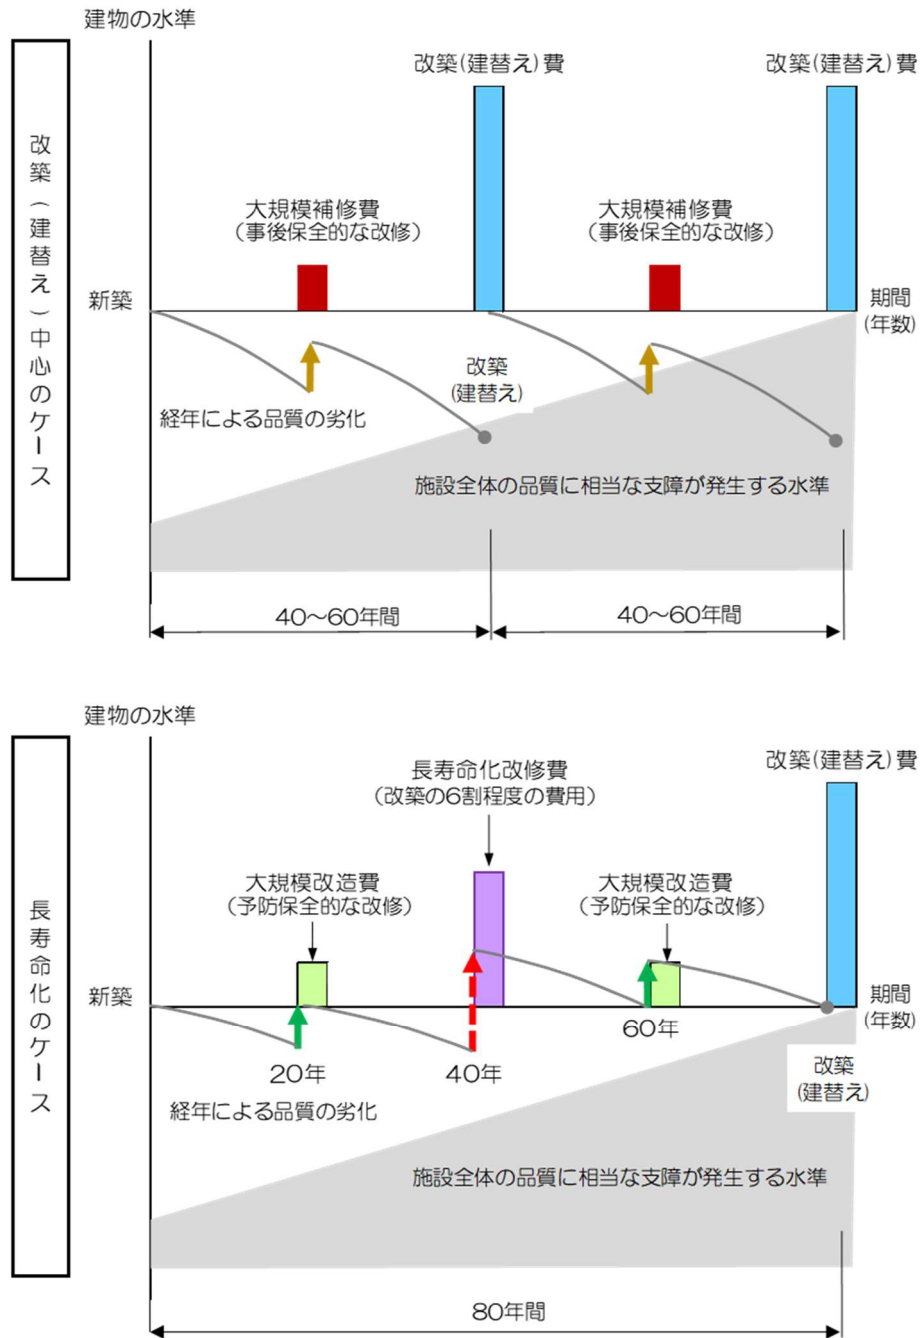 建物の水準
改築（建替え）中心のケース
改築(建替え)費
改築(建替え)費
大規模補修費
（事後保全的な改修）
大規模補修費
（事後保全的な改修）
新築
期間
(年数)
改築
(建替え)
経年による品質の劣化
施設全体の品質に相当な支障が発生する水準
40～60年間
40～60年間
建物の水準
長寿命化のケース
改築(建替え)費
長寿命化改修費
（改築の6割程度の費用）
大規模改造費
（予防保全的な改修）
大規模改造費
（予防保全的な改修）
新築
期間
(年数)
20年
40年
60年
改築
(建替え)
経年による品質の劣化
施設全体の品質に相当な支障が発生する水準
80年間